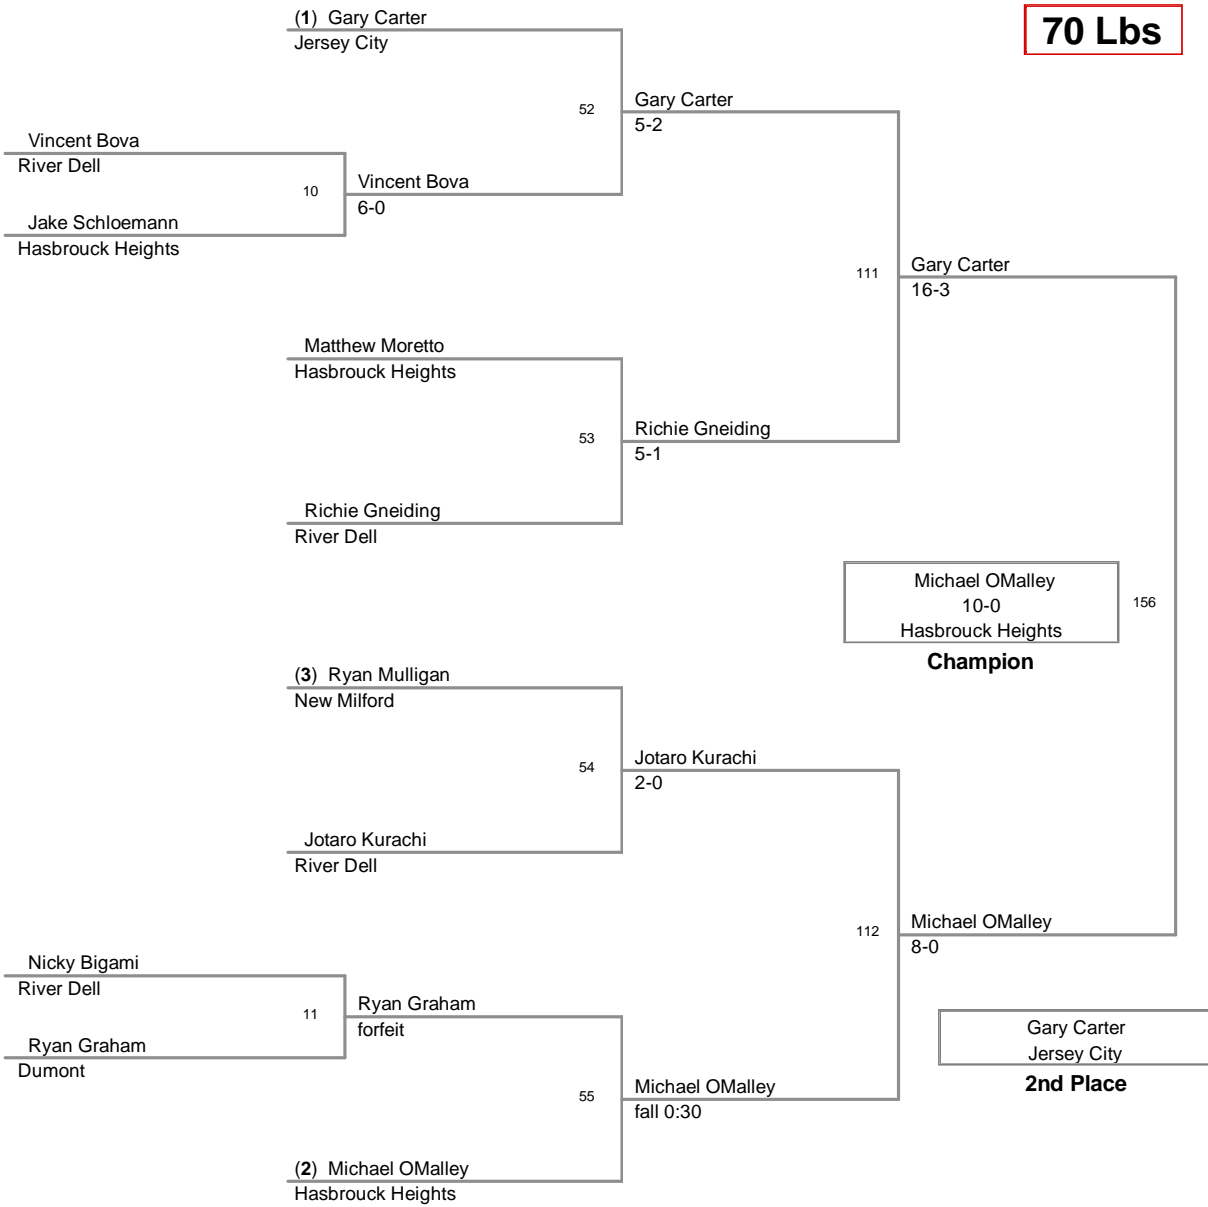 (1) Gary Carter
Jersey City
70 Lbs
52
Gary Carter
5-2
Vincent Bova
River Dell
10
Vincent Bova
6-0
Jake Schloemann
Hasbrouck Heights
111
Gary Carter
16-3
Matthew Moretto
Hasbrouck Heights
53
Richie Gneiding
5-1
Richie Gneiding
River Dell
Michael OMalley
10-0
Hasbrouck Heights
Champion
156
(3) Ryan Mulligan
New Milford
54
Jotaro Kurachi
2-0
Jotaro Kurachi
River Dell
112
Michael OMalley
8-0
Nicky Bigami
River Dell
11
Ryan Graham
forfeit
Ryan Graham
Dumont
Gary Carter
Jersey City
2nd Place
55
Michael OMalley
fall 0:30
(2) Michael OMalley
Hasbrouck Heights